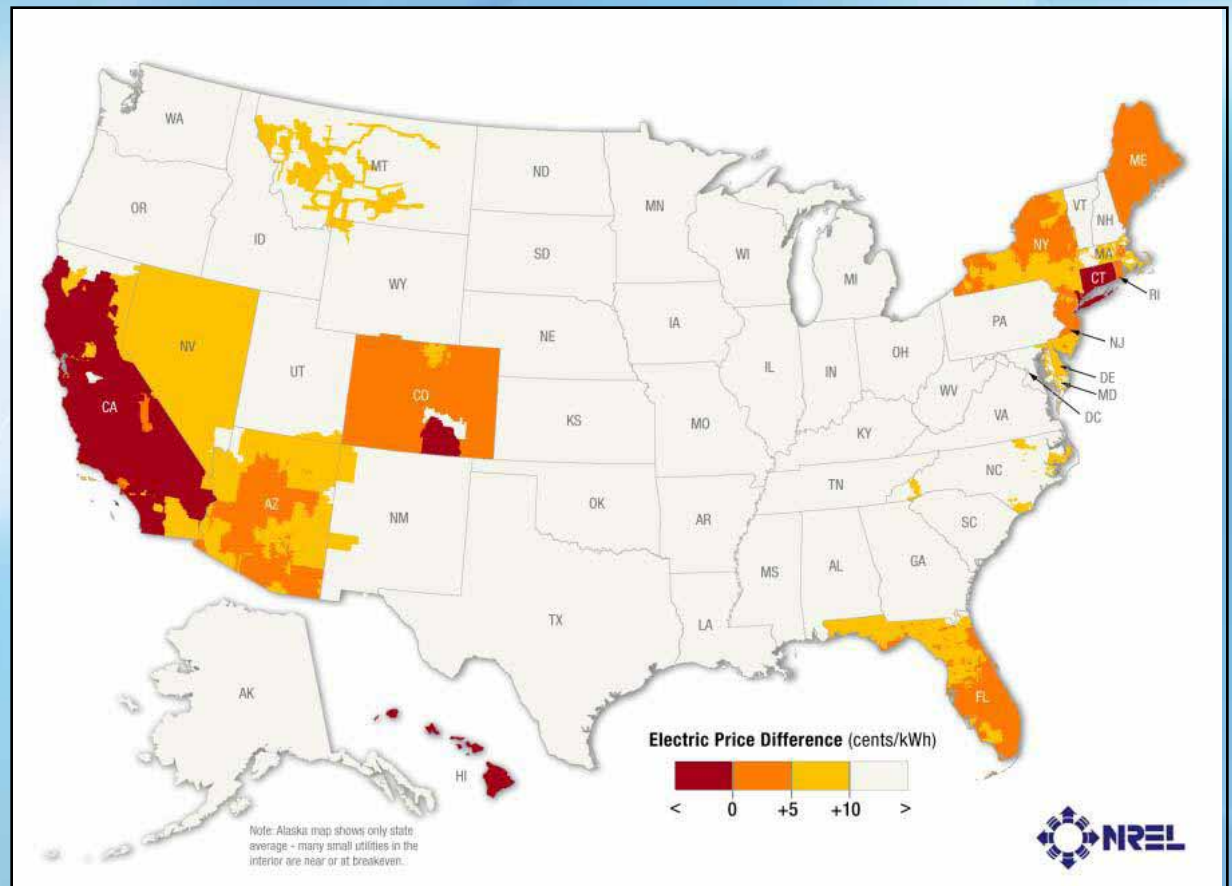 WA
OR
CA
NV
ID
MT
WY
UT
AZ
CO
NM
ND
SD
NE
KS
OK
TX
MN
IA
MO
AR
LA
WI
IL
MI
IN
OH
KY
TN
MS
AL
GA
FL
SC
NC
VA
WV
PA
NY
VT
NH
ME
MA
CT
RI
NJ
DE
MD
DC
AK
HI
Electric Price Difference (cents/kWh)
< 0 +5 +10 >
Note: Alaska map shows only state
average - many small utilities in the
interior are near or at breakeven.
NREL